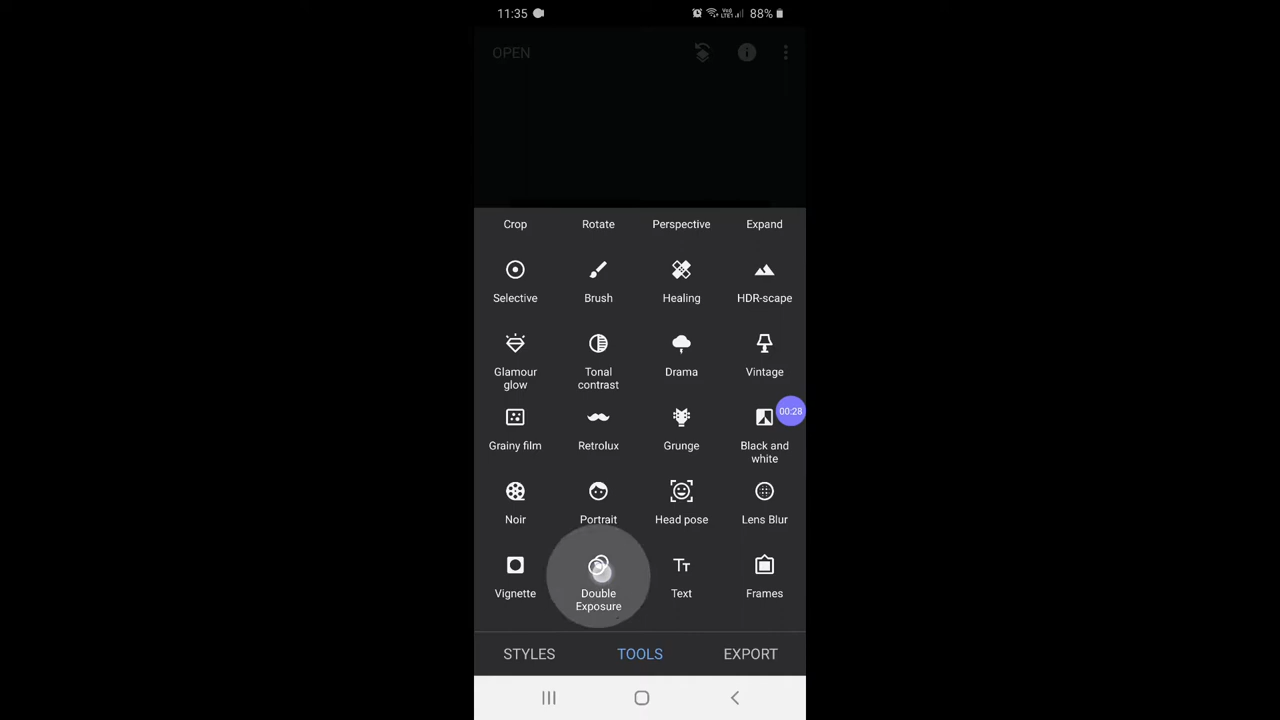 11:35 88%
OPEN
Crop Rotate Perspective Expand
Selective Brush Healing HDR-scape
Glamour glow Tonal contrast Drama Vintage
00:28
Grainy film Retrolux Grunge Black and white
Noir Portrait Head pose Lens Blur
Vignette Double Exposure Text Frames
STYLES TOOLS EXPORT